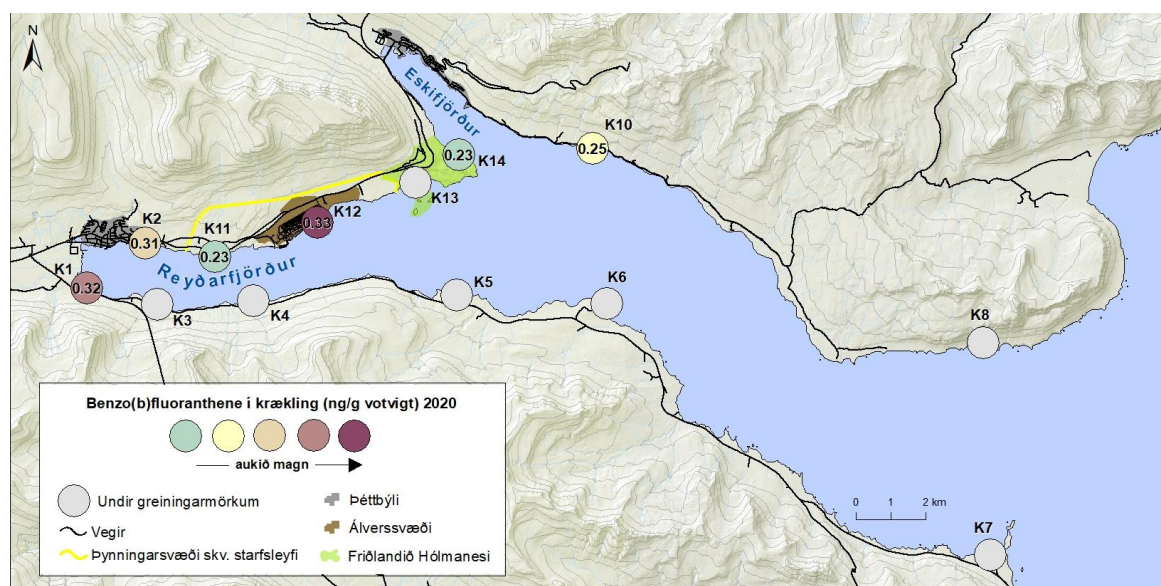 N
Eskifjörður
K10
0.25
0.23
K14
K13
K12
0.33
K2
0.31
K11
0.23
Reyðarfjörður
K1
0.32
K3
K4
K5
K6
K8
K7
Benzo(b)fluoranthene í krækling (ng/g votvigt) 2020
aukið magn
Undir greiningarmörkum
Þéttbýli
Vegir
Álverssvæði
Þynningarsvæði skv. starfsleyfi
Friðlandið Hólmanesi
0 1 2 km